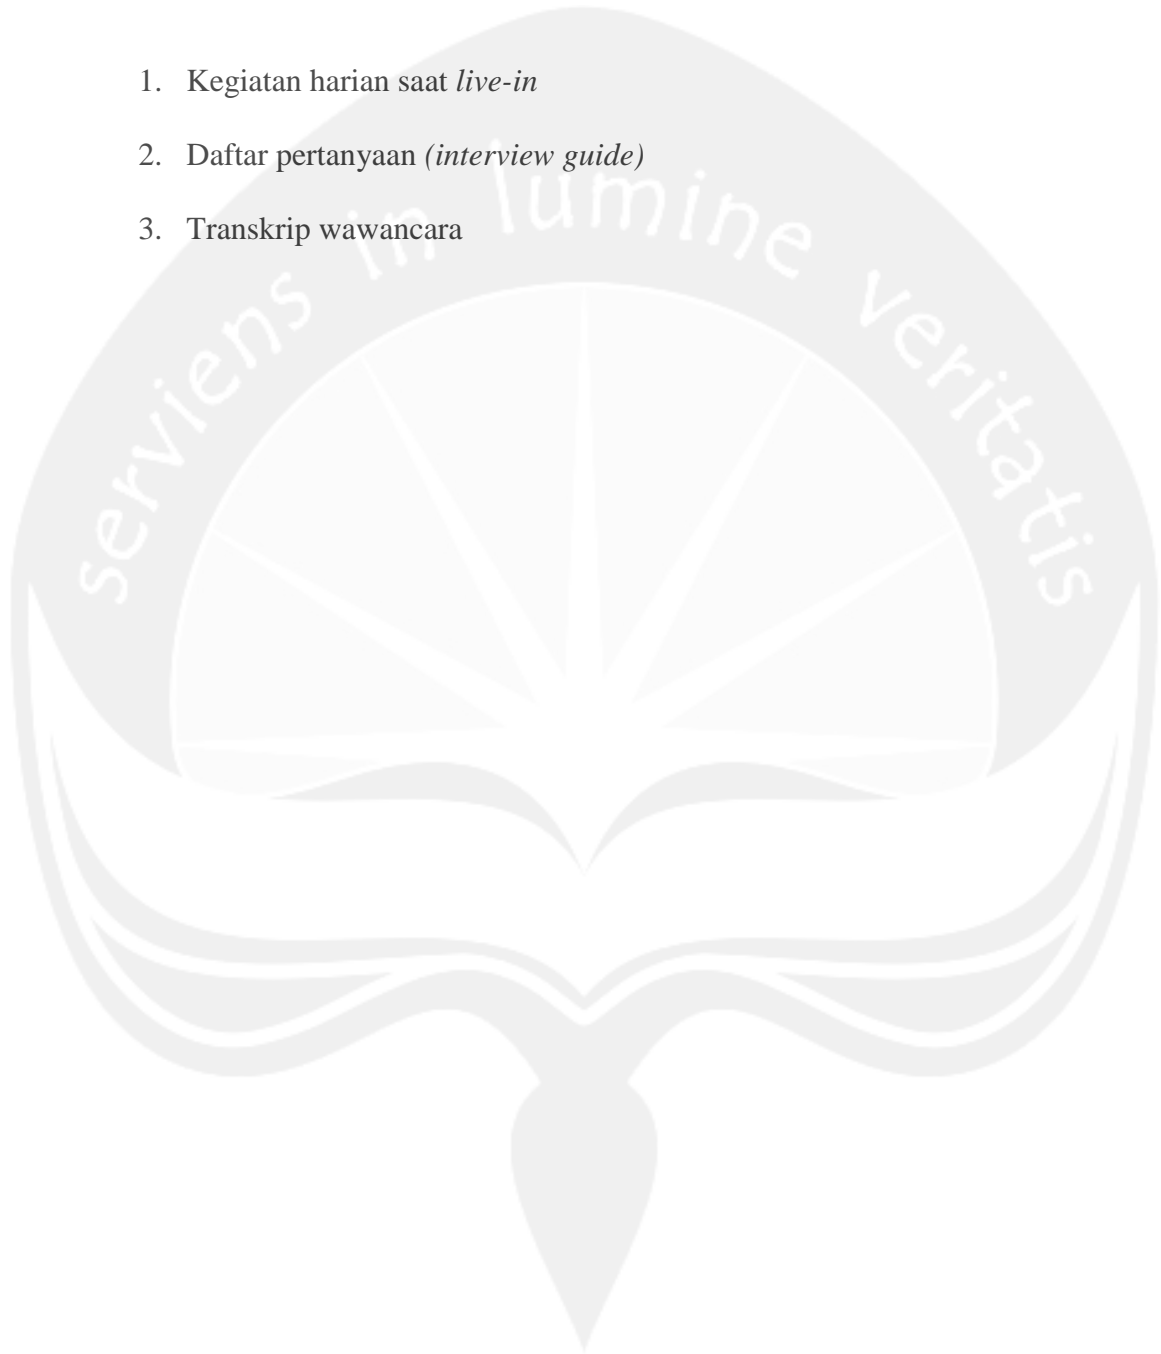 1. Kegiatan harian saat live-in
2. Daftar pertanyaan (interview guide)
3. Transkrip wawancara
serviens in lumine veritatis